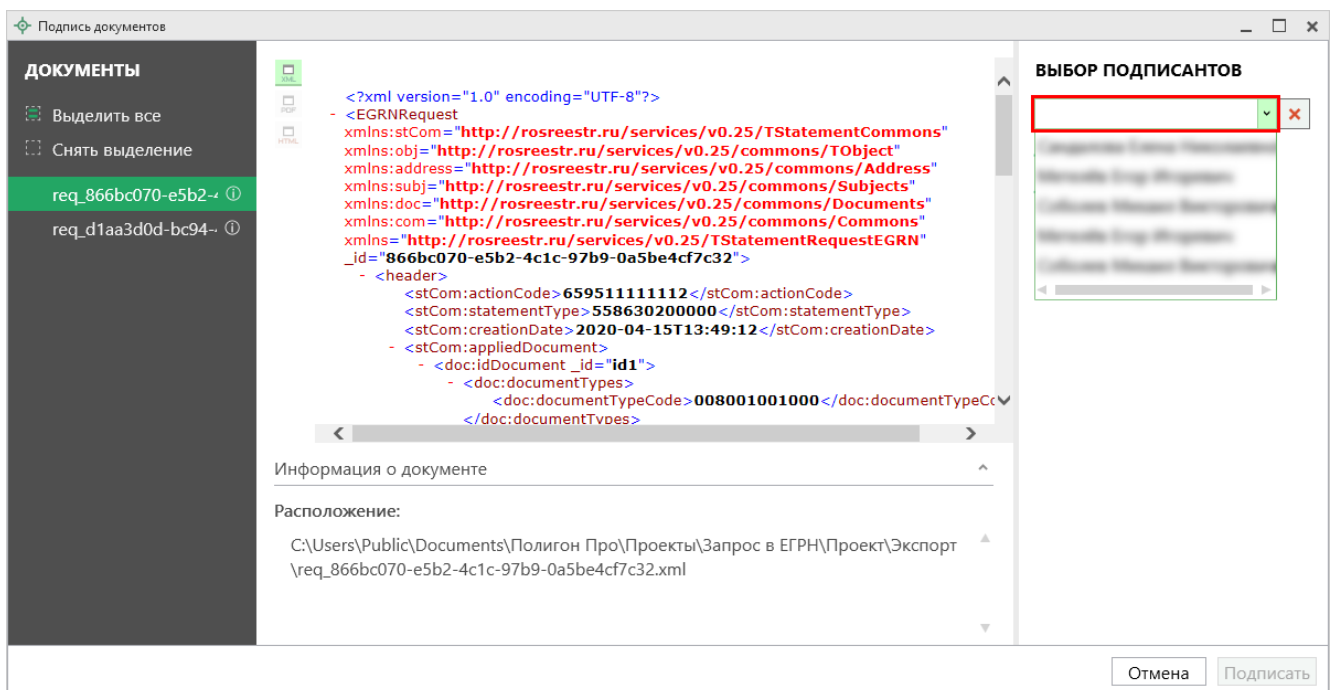 Подпись документов
ДОКУМЕНТЫ
Выделить все
Снять выделение
req_866bc070-e5b2-4
req_d1aa3d0d-bc94-
XML
PDF
HTML
<?xml version="1.0" encoding="UTF-8"?>
- <EGRNRequest
xmlns:stCom="http://rosreestr.ru/services/v0.25/TStatementCommons"
xmlns:obj="http://rosreestr.ru/services/v0.25/commons/TObject"
xmlns:address="http://rosreestr.ru/services/v0.25/commons/Address"
xmlns:subj="http://rosreestr.ru/services/v0.25/commons/Subjects"
xmlns:doc="http://rosreestr.ru/services/v0.25/commons/Documents"
xmlns:com="http://rosreestr.ru/services/v0.25/commons/Commons"
xmlns="http://rosreestr.ru/services/v0.25/TStatementRequestEGRN"
_id="866bc070-e5b2-4c1c-97b9-0a5be4cf7c32">
- <header>
<stCom:actionCode>659511111112</stCom:actionCode>
<stCom:statementType>558630200000</stCom:statementType>
<stCom:creationDate>2020-04-15T13:49:12</stCom:creationDate>
- <stCom:appliedDocument>
- <doc:idDocument _id="id1">
- <doc:documentTypes>
<doc:documentTypeCode>008001001000</doc:documentTypeCo
</doc:documentTypes>
Информация о документе
Расположение:
C:\Users\Public\Documents\Полигон Про\Проекты\Запрос в ЕГРН\Проект\Экспорт
\req_866bc070-e5b2-4c1c-97b9-0a5be4cf7c32.xml
ВЫБОР ПОДПИСАНТОВ
Отмена
Подписать